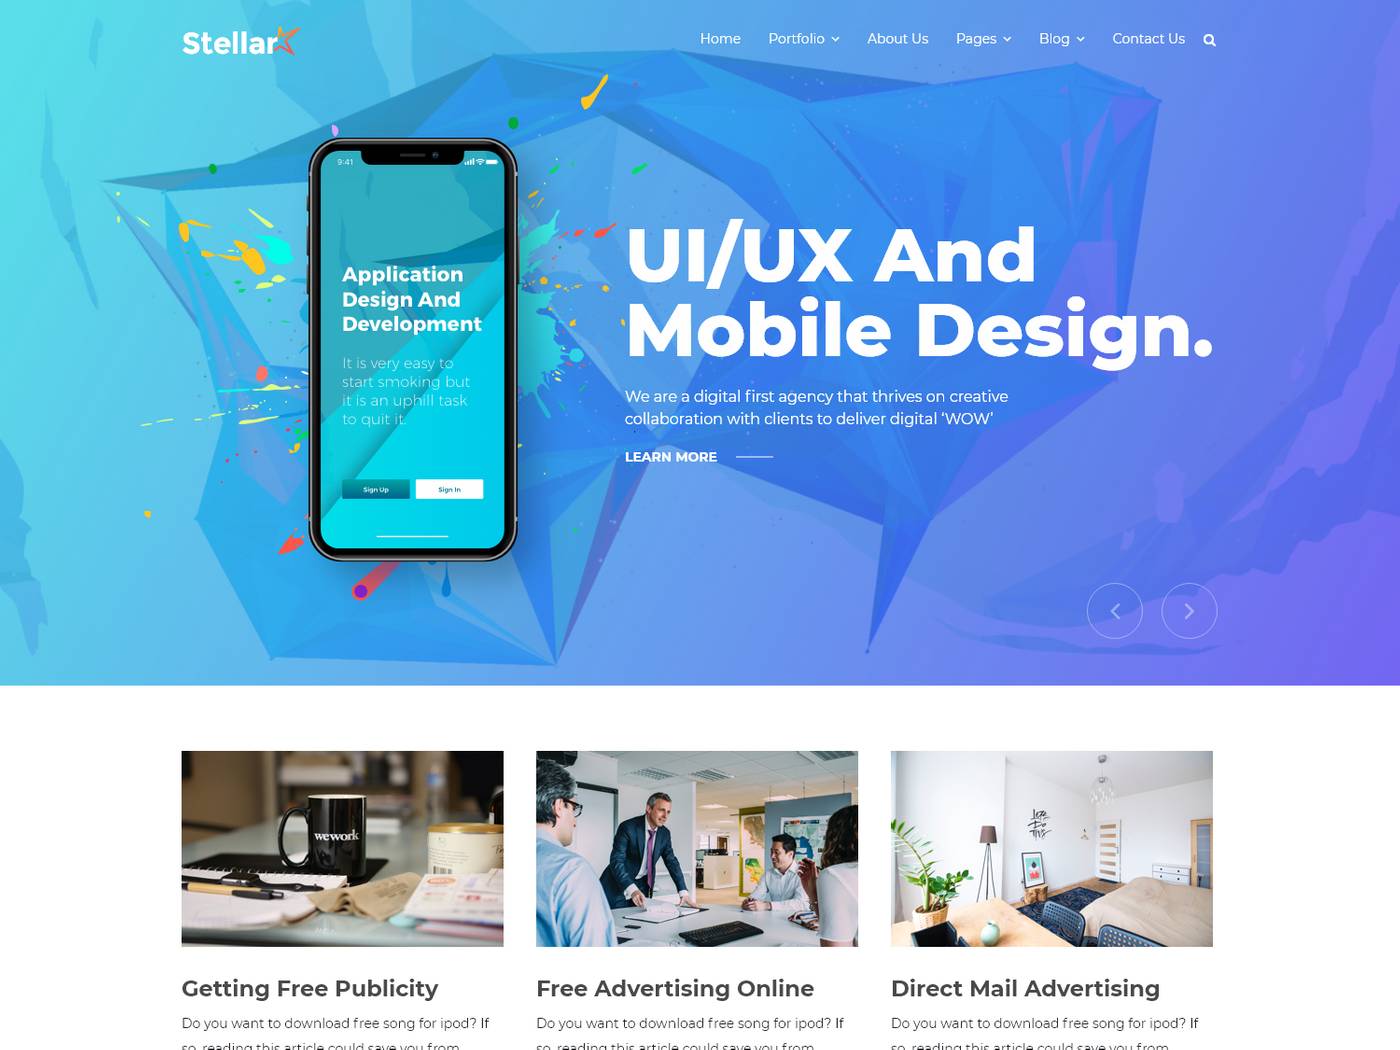 Stellar
Home Portfolio About Us Pages Blog Contact Us
9:41
Application
Design And
Development
It is very easy to
start smoking but
it is an uphill task
to quit it.
Sign Up Sign In
UI/UX And
Mobile Design.
We are a digital first agency that thrives on creative
collaboration with clients to deliver digital ‘WOW’
LEARN MORE
wework
Getting Free Publicity
Do you want to download free song for ipod? If
so, reading this article could save you from
Free Advertising Online
Do you want to download free song for ipod? If
so, reading this article could save you from
Direct Mail Advertising
Do you want to download free song for ipod? If
so, reading this article could save you from